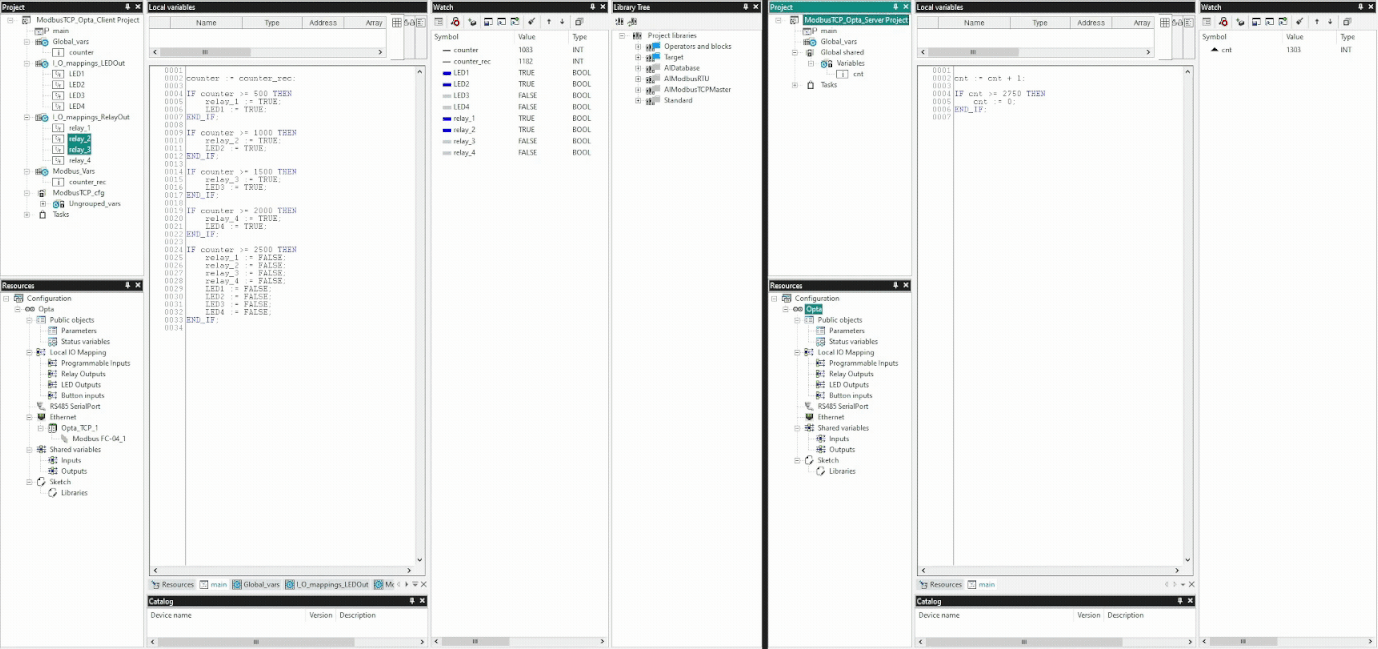 Project
ModbusTCP_Opta_Client Project
main
Global_vars
counter
I_O_mappings_LEDOut
LED1
LED2
LED3
LED4
I_O_mappings_RelayOut
relay_1
relay_2
relay_3
relay_4
Modbus_Vars
counter_rec
ModbusTCP_cfg
Ungrouped_vars
Tasks
Resources
Configuration
Opta
Public objects
Parameters
Status variables
Local IO Mapping
Programmable Inputs
Relay Outputs
LED Outputs
Button inputs
RS485 SerialPort
Ethernet
Opta_TCP_1
Modbus FC-04_1
Shared variables
Inputs
Outputs
Sketch
Libraries
Local variables
Name Type Address Array
0001
0002 counter := counter_rec;
0003
0004 IF counter >= 500 THEN
0005 relay_1 := TRUE;
0006 LED1 := TRUE;
0007 END_IF;
0008
0009 IF counter >= 1000 THEN
0010 relay_2 := TRUE;
0011 LED2 := TRUE;
0012 END_IF;
0013
0014 IF counter >= 1500 THEN
0015 relay_3 := TRUE;
0016 LED3 := TRUE;
0017 END_IF;
0018
0019 IF counter >= 2000 THEN
0020 relay_4 := TRUE;
0021 LED4 := TRUE;
0022 END_IF;
0023
0024 IF counter >= 2500 THEN
0025 relay_1 := FALSE;
0026 relay_2 := FALSE;
0027 relay_3 := FALSE;
0028 relay_4 := FALSE;
0029 LED1 := FALSE;
0030 LED2 := FALSE;
0031 LED3 := FALSE;
0032 LED4 := FALSE;
0033 END_IF;
0034
Resources main Global_vars I_O_mappings_LEDOut Mc
Catalog
Device name Version Description
Watch
Symbol Value Type
counter 1083 INT
counter_rec 1182 INT
LED1 TRUE BOOL
LED2 TRUE BOOL
LED3 FALSE BOOL
LED4 FALSE BOOL
relay_1 TRUE BOOL
relay_2 TRUE BOOL
relay_3 FALSE BOOL
relay_4 FALSE BOOL
Library Tree
Project libraries
Operators and blocks
Target
AlDatabase
AlModbusRTU
AlModbusTCPMaster
Standard
Project
ModbusTCP_Opta_Server Project
main
Global_vars
Global shared
Variables
cnt
Tasks
Resources
Configuration
Opta
Public objects
Parameters
Status variables
Local IO Mapping
Programmable Inputs
Relay Outputs
LED Outputs
Button inputs
RS485 SerialPort
Ethernet
Shared variables
Inputs
Outputs
Sketch
Libraries
Local variables
Name Type Address Array
0001
0002 cnt := cnt + 1;
0003
0004 IF cnt >= 2750 THEN
0005 cnt := 0;
0006 END_IF;
0007
Resources main
Catalog
Device name Version Description
Watch
Symbol Value Type
cnt 1303 INT